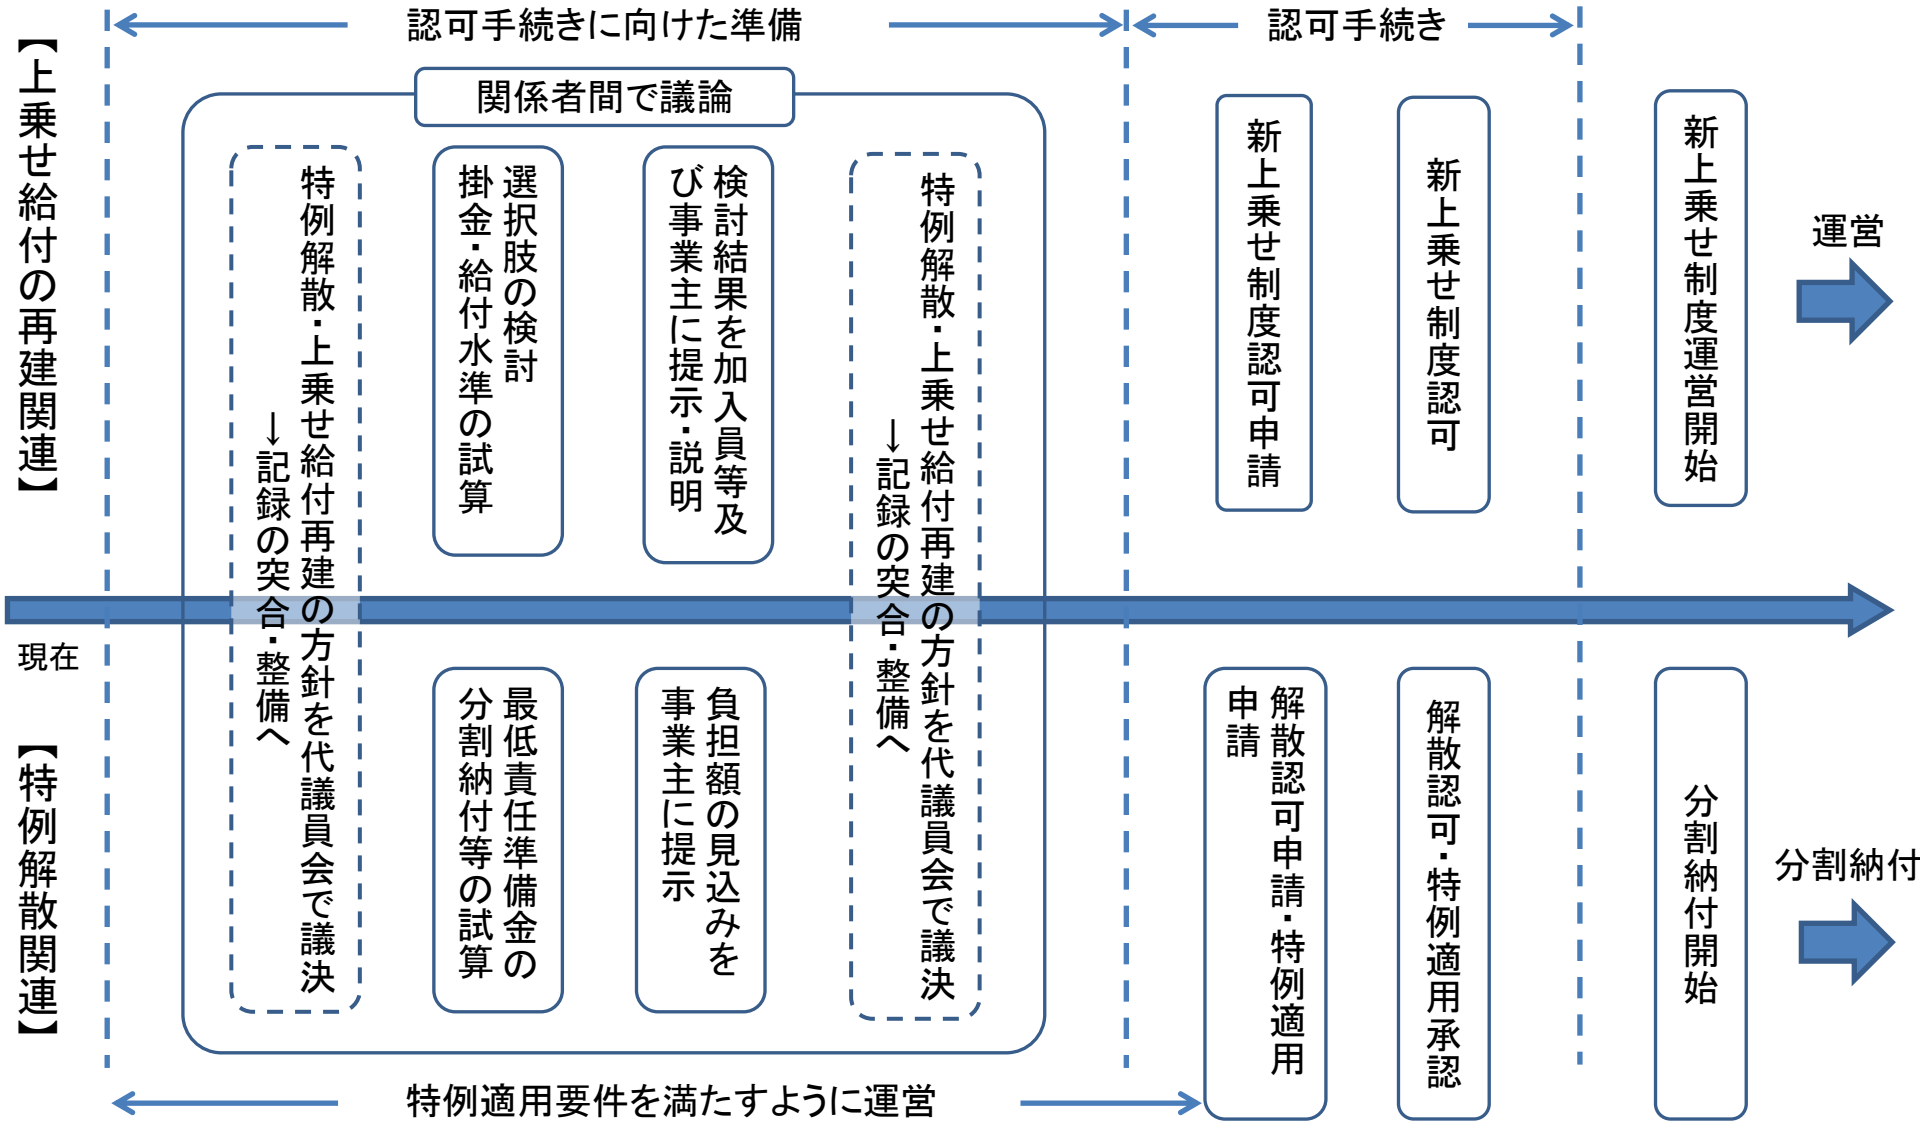 認可手続きに向けた準備
認可手続き
【上乗せ給付の再建関連】
関係者間で議論
特例解散・上乗せ給付再建の方針を代議員会で議決
→記録の突合・整備へ
選択肢の検討
掛金・給付水準の試算
検討結果を加入員等及
び事業主に提示・説明
特例解散・上乗せ給付再建の方針を代議員会で議決
→記録の突合・整備へ
新上乗せ制度認可申請
新上乗せ制度認可
新上乗せ制度運営開始
運営
現在
【特例解散関連】
最低責任準備金の
分割納付等の試算
負担額の見込みを
事業主に提示
解散認可申請・特例適用
申請
解散認可・特例適用承認
分割納付開始
分割納付
特例適用要件を満たすように運営